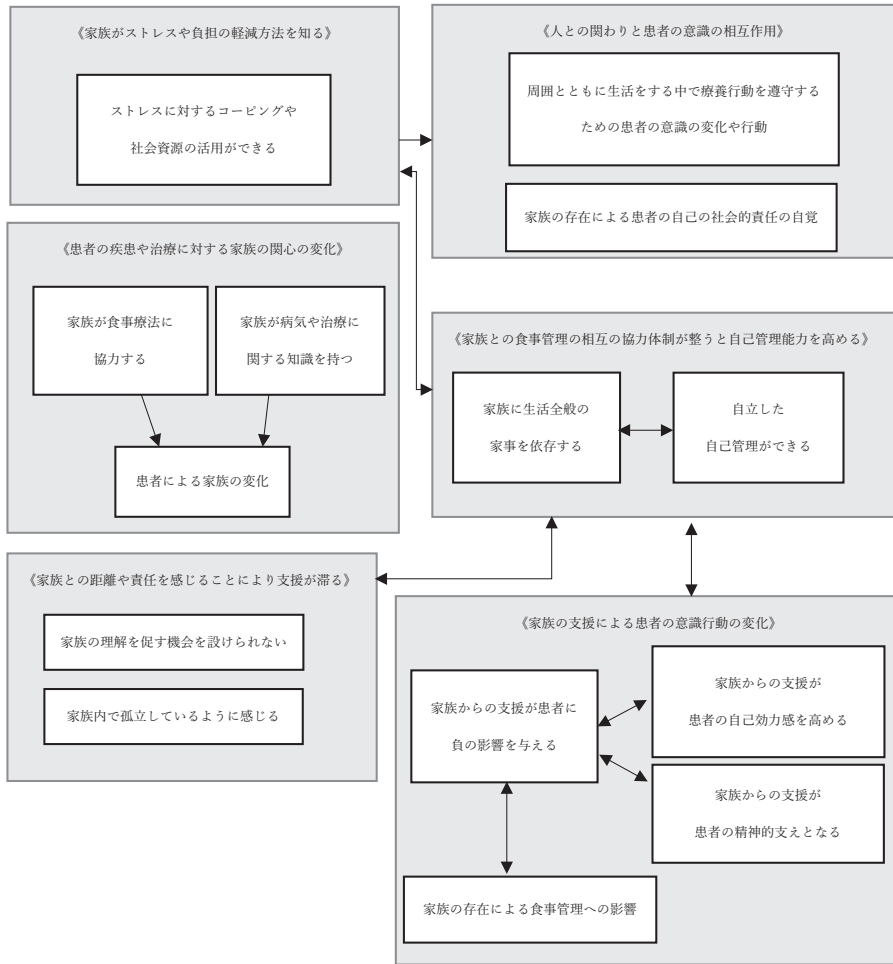 《家族がストレスや負担の軽減方法を知る》
ストレスに対するコーピングや
社会資源の活用ができる
《人との関わりと患者の意識の相互作用》
周囲とともに生活をする中で療養行動を遵守する
ための患者の意識の変化や行動
家族の存在による患者の自己の社会的責任の自覚
《患者の疾患や治療に対する家族の関心の変化》
家族が食事療法に
協力する
家族が病気や治療に
関する知識を持つ
患者による家族の変化
《家族との食事管理の相互の協力体制が整うと自己管理能力を高める》
家族に生活全般の
家事を依存する
自立した
自己管理ができる
《家族との距離や責任を感じることにより支援が滞る》
家族の理解を促す機会を設けられない
家族内で孤立しているように感じる
《家族の支援による患者の意識行動の変化》
家族からの支援が患者に
負の影響を与える
家族からの支援が
患者の自己効力感を高める
家族からの支援が
患者の精神的支えとなる
家族の存在による食事管理への影響